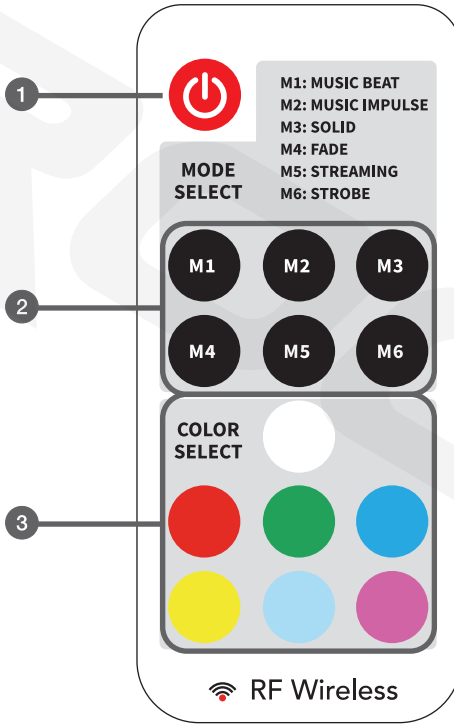 1
M1: MUSIC BEAT
M2: MUSIC IMPULSE
M3: SOLID
M4: FADE
M5: STREAMING
M6: STROBE
MODE
SELECT
2
M1 M2 M3
M4 M5 M6
COLOR
SELECT
3
RF Wireless